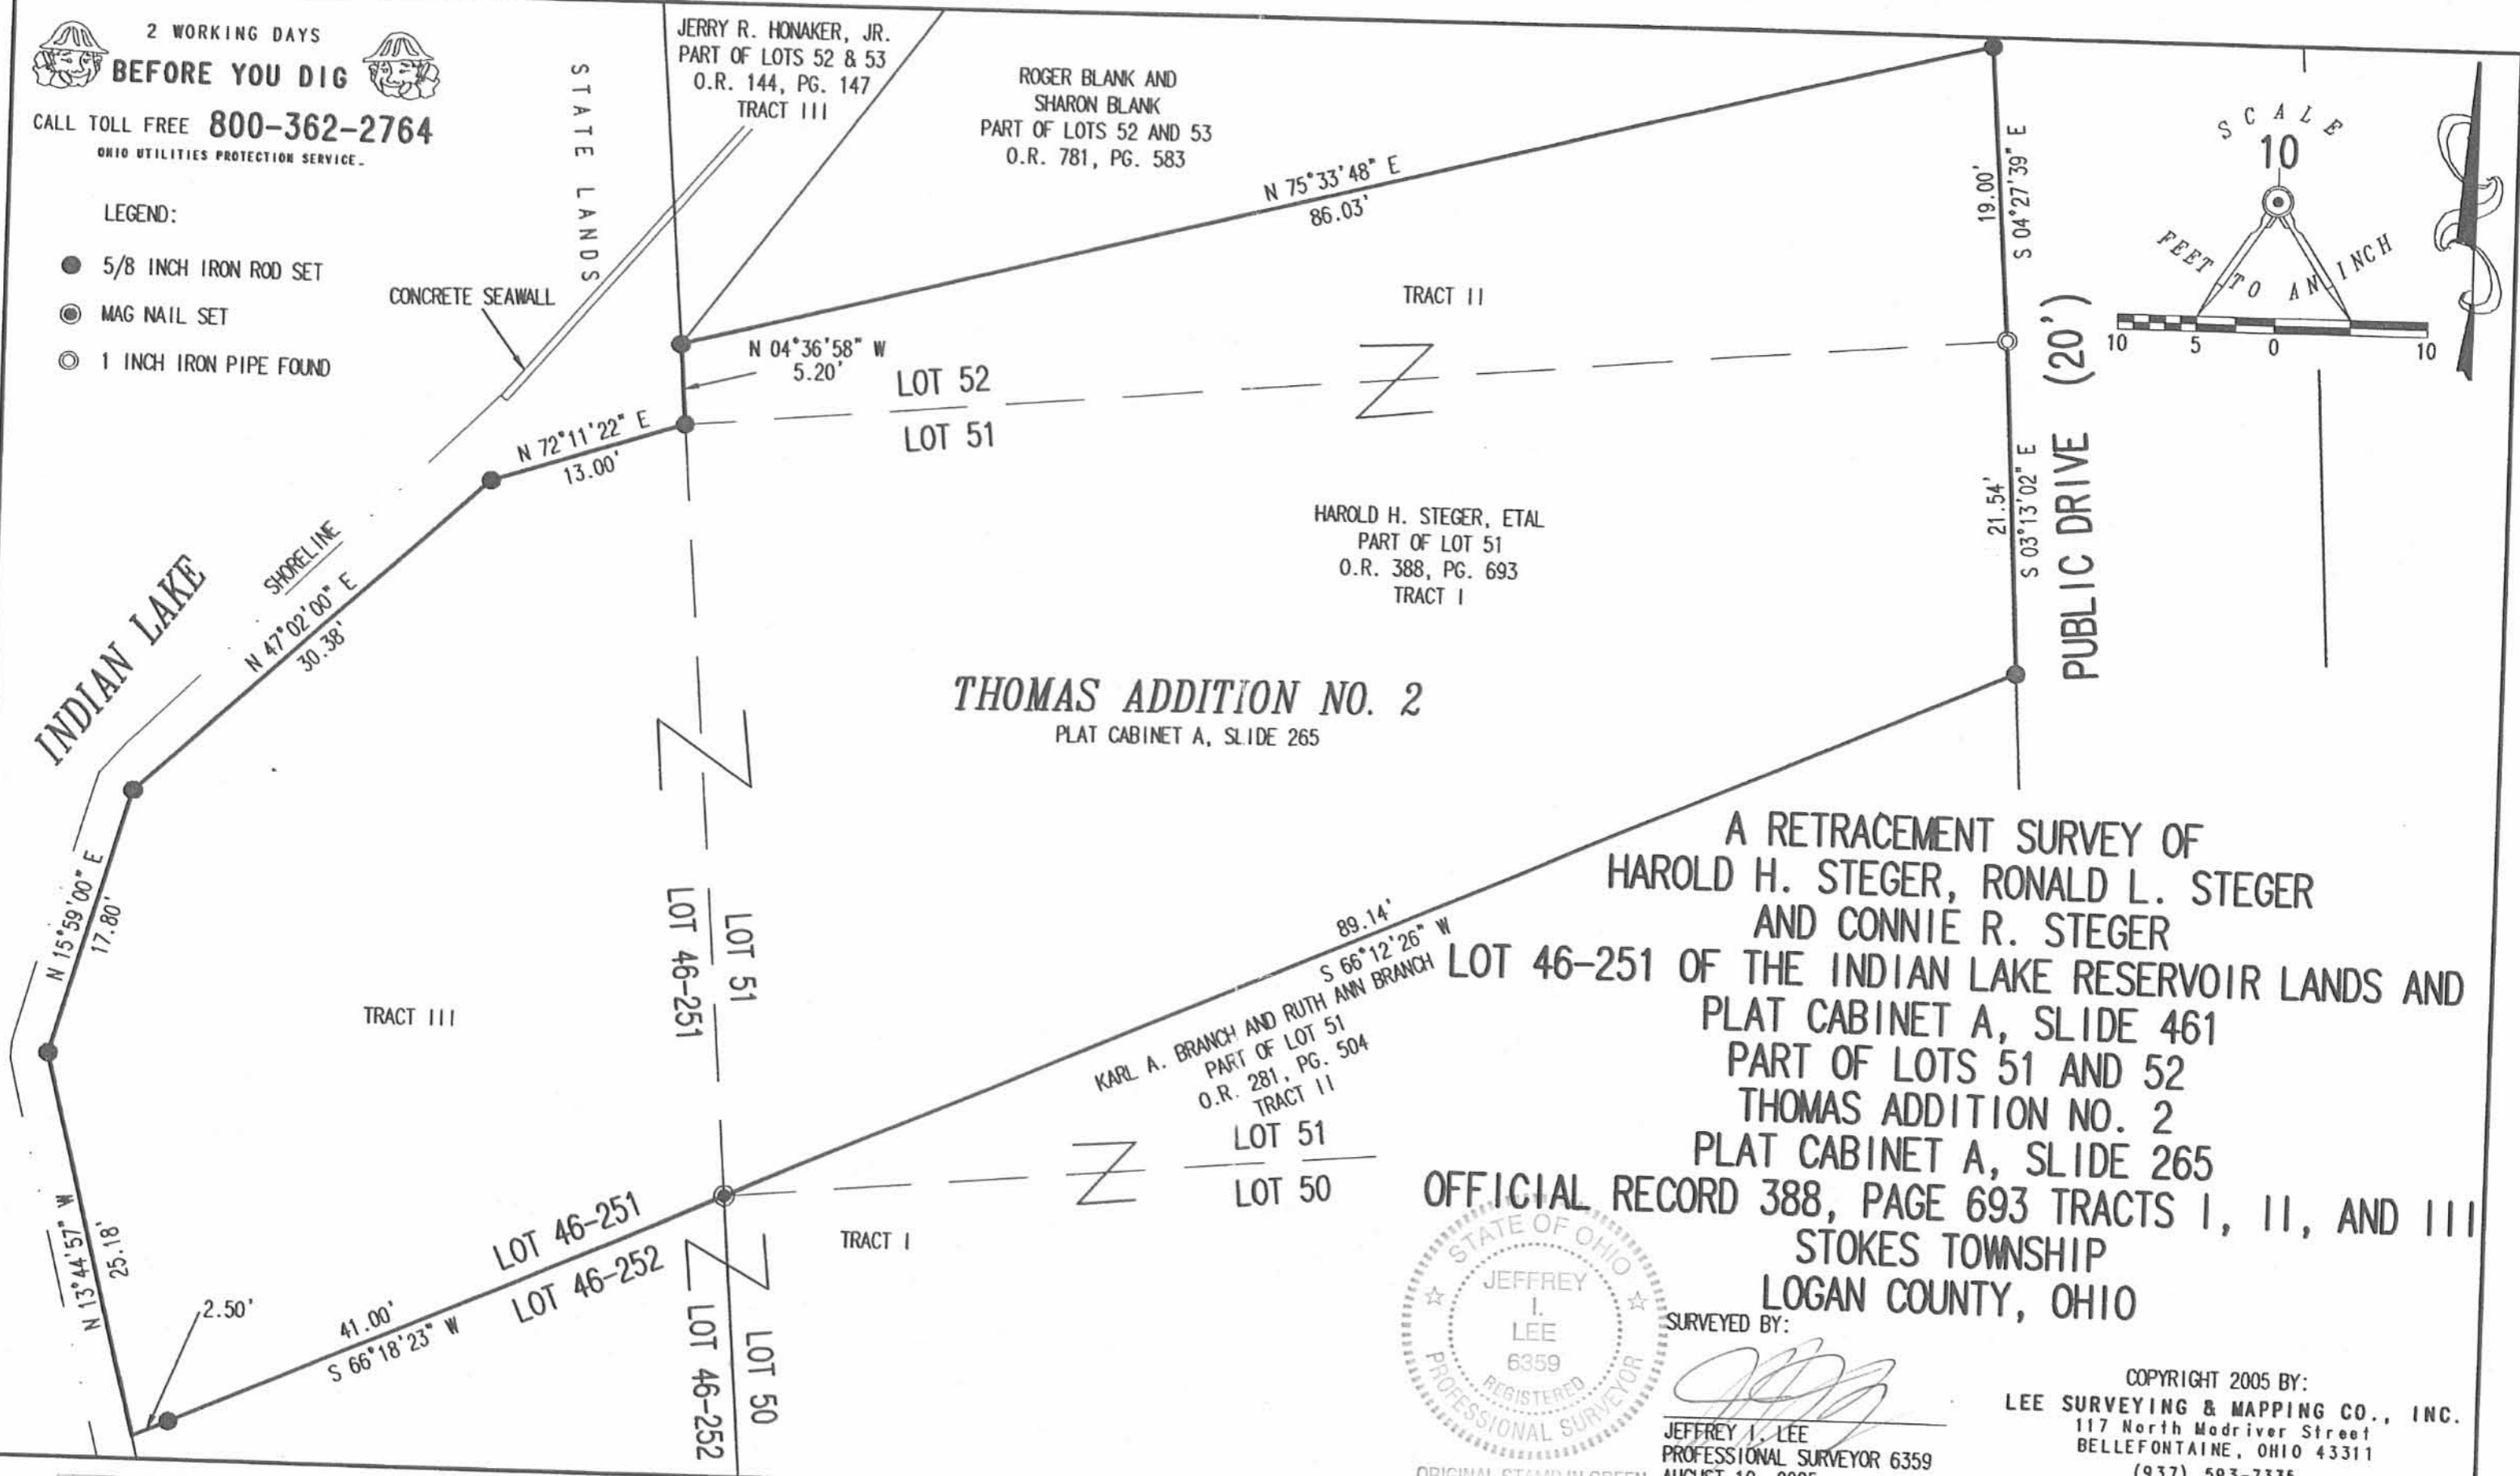 2 WORKING DAYS
BEFORE YOU DIG
CALL TOLL FREE 800-362-2764
OHIO UTILITIES PROTECTION SERVICE.
LEGEND:
5/8 INCH IRON ROD SET
MAG NAIL SET
1 INCH IRON PIPE FOUND
CONCRETE SEAWALL
STATE LANDS
JERRY R. HONAKER, JR.
PART OF LOTS 52 & 53
O.R. 144, PG. 147
TRACT III
ROGER BLANK AND
SHARON BLANK
PART OF LOTS 52 AND 53
O.R. 781, PG. 583
N 75°33'48" E
86.03'
19.00'
S 04°27'39" E
SCALE
10
FEET TO AN INCH
10 5 0 10
TRACT II
N 04°36'58" W
5.20'
LOT 52
LOT 51
N 72°11'22" E
13.00'
HAROLD H. STEGER, ETAL
PART OF LOT 51
O.R. 388, PG. 693
TRACT I
21.54'
S 03°13'02" E
PUBLIC DRIVE (20')
INDIAN LAKE
SHORELINE
N 47°02'00" E
30.38'
THOMAS ADDITION NO. 2
PLAT CABINET A, SLIDE 265
N 15°59'00" E
17.80'
TRACT III
LOT 51
LOT 46-251
89.14'
S 66°12'26" W
KARL A. BRANCH AND RUTH ANN BRANCH
PART OF LOT 51
O.R. 281, PG. 504
TRACT II
LOT 51
LOT 50
N 13°44'57" W
25.18'
2.50'
41.00'
S 66°18'23" W
LOT 46-251
LOT 46-252
TRACT I
LOT 50
LOT 46-252
A RETRACEMENT SURVEY OF
HAROLD H. STEGER, RONALD L. STEGER
AND CONNIE R. STEGER
LOT 46-251 OF THE INDIAN LAKE RESERVOIR LANDS AND
PLAT CABINET A, SLIDE 461
PART OF LOTS 51 AND 52
THOMAS ADDITION NO. 2
PLAT CABINET A, SLIDE 265
OFFICIAL RECORD 388, PAGE 693 TRACTS I, II, AND III
STOKES TOWNSHIP
LOGAN COUNTY, OHIO
STATE OF OHIO
JEFFREY
I.
LEE
6359
REGISTERED
PROFESSIONAL SURVEYOR
SURVEYED BY:
JEFFREY I. LEE
PROFESSIONAL SURVEYOR 6359
COPYRIGHT 2005 BY:
LEE SURVEYING & MAPPING CO., INC.
117 North Madriver Street
BELLEFONTAINE, OHIO 43311
(937) 593-7335